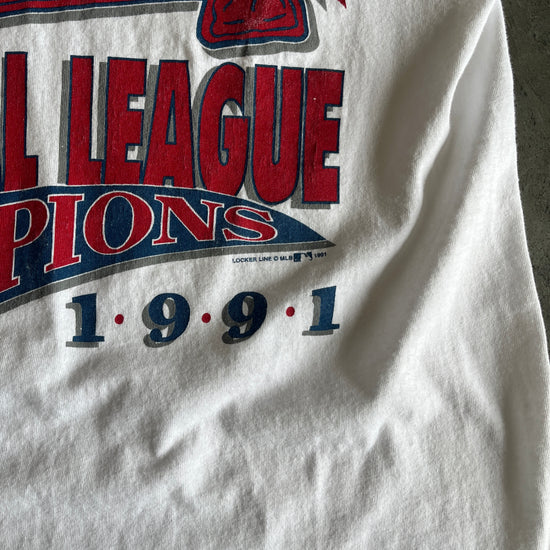 L LEAGUE
PIONS
LOCKER LINE © MLB 1991
1•9•9•1